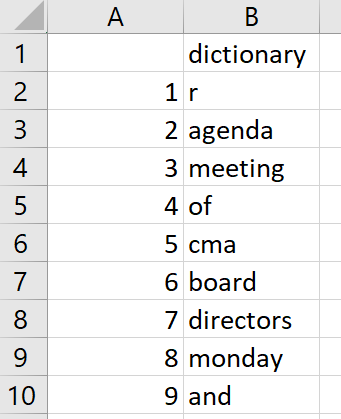 A B
1 dictionary
2 1 r
3 2 agenda
4 3 meeting
5 4 of
6 5 cma
7 6 board
8 7 directors
9 8 monday
10 9 and